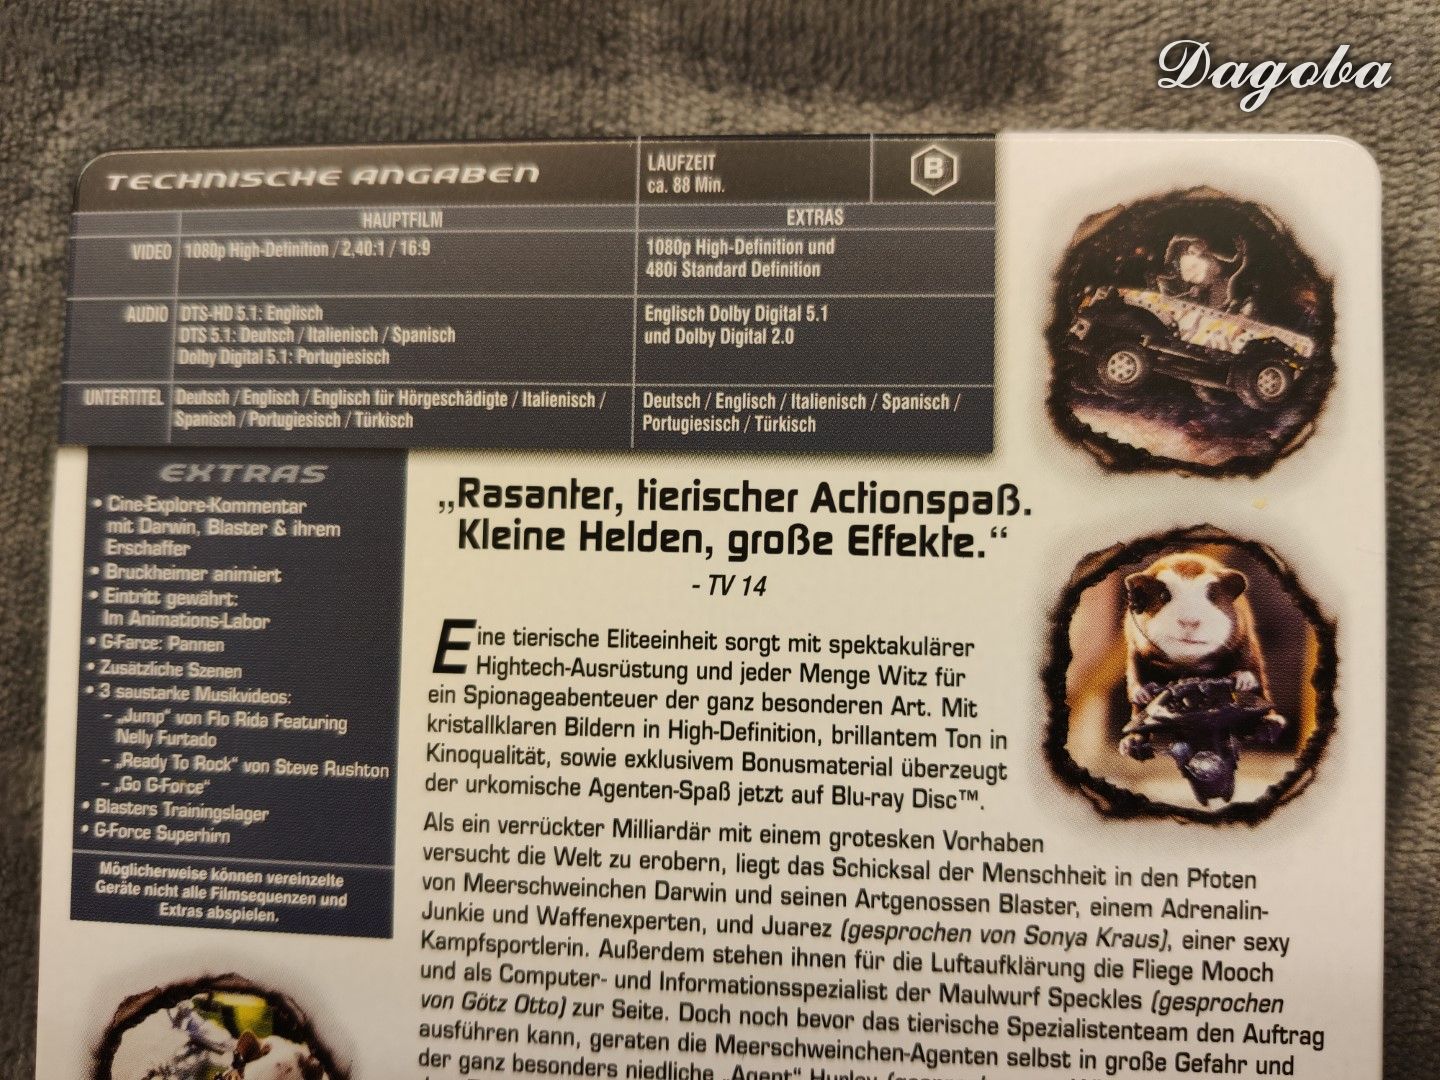 Dagoba
TECHNISCHE ANGABEN
LAUFZEIT
ca. 88 Min.
B
HAUPTFILM
EXTRAS
VIDEO
1080p High-Definition / 2,40:1 / 16:9
1080p High-Definition und
480i Standard Definition
AUDIO
DTS-HD 5.1: Englisch
DTS 5.1: Deutsch / Italienisch / Spanisch
Dolby Digital 5.1: Portugiesisch
Englisch Dolby Digital 5.1
und Dolby Digital 2.0
UNTERTITEL
Deutsch / Englisch / Englisch für Hörgeschädigte / Italienisch /
Spanisch / Portugiesisch / Türkisch
Deutsch / Englisch / Italienisch / Spanisch /
Portugiesisch / Türkisch
EXTRAS
• Cine-Explore-Kommentar
mit Darwin, Blaster & ihrem
Erschaffer
• Bruckheimer animiert
• Eintritt gewährt:
Im Animations-Labor
• G-Farce: Pannen
• Zusätzliche Szenen
• 3 saustarke Musikvideos:
– „Jump“ von Flo Rida Featuring
Nelly Furtado
– „Ready To Rock“ von Steve Rushton
– „Go G-Force“
• Blasters Trainingslager
• G-Force Superhirn
Möglicherweise können vereinzelte
Geräte nicht alle Filmsequenzen und
Extras abspielen.
„Rasanter, tierischer Actionspaß.
Kleine Helden, große Effekte.“
- TV 14
Eine tierische Eliteeinheit sorgt mit spektakulärer
Hightech-Ausrüstung und jeder Menge Witz für
ein Spionageabenteuer der ganz besonderen Art. Mit
kristallklaren Bildern in High-Definition, brillantem Ton in
Kinoqualität, sowie exklusivem Bonusmaterial überzeugt
der urkomische Agenten-Spaß jetzt auf Blu-ray Disc™.
Als ein verrückter Milliardär mit einem grotesken Vorhaben
versucht die Welt zu erobern, liegt das Schicksal der Menschheit in den Pfoten
von Meerschweinchen Darwin und seinen Artgenossen Blaster, einem Adrenalin-
Junkie und Waffenexperten, und Juarez (gesprochen von Sonya Kraus), einer sexy
Kampfsportlerin. Außerdem stehen ihnen für die Luftaufklärung die Fliege Mooch
und als Computer- und Informationsspezialist der Maulwurf Speckles (gesprochen
von Götz Otto) zur Seite. Doch noch bevor das tierische Spezialistenteam den Auftrag
ausführen kann, geraten die Meerschweinchen-Agenten selbst in große Gefahr und
der ganz besonders niedliche „Agent“ Hurley